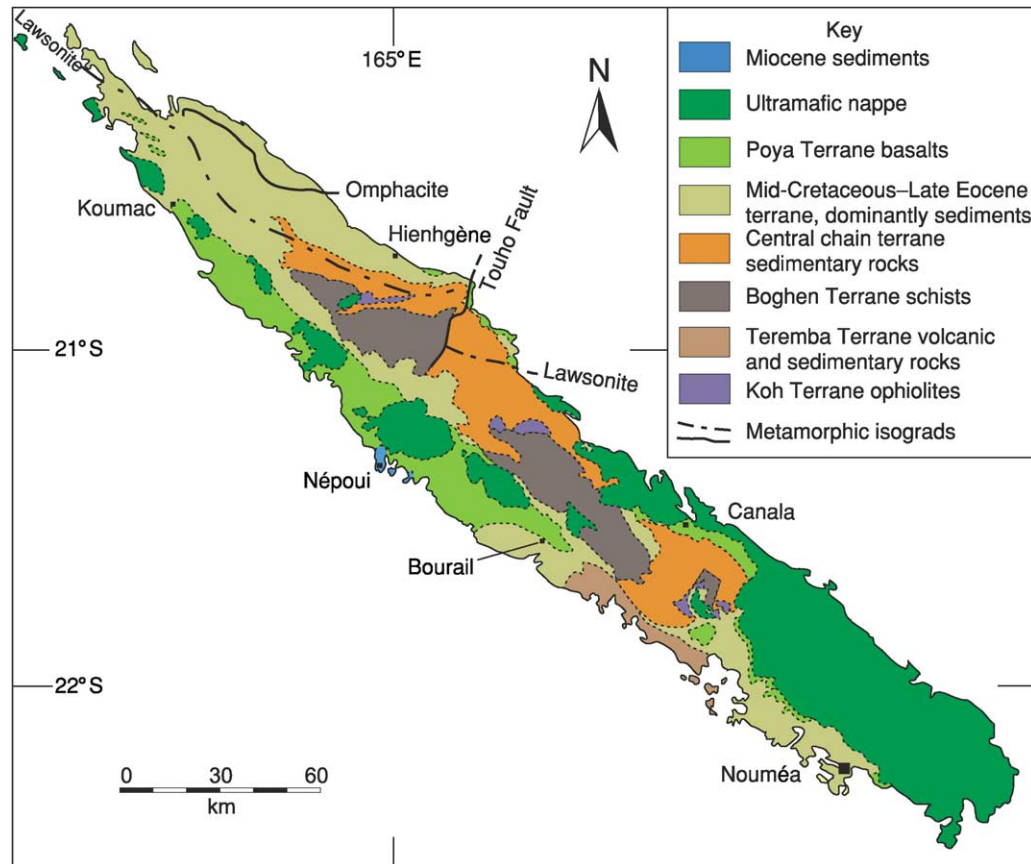 Lawsonite
165°E
N
Key
Miocene sediments
Ultramafic nappe
Poya Terrane basalts
Mid-Cretaceous–Late Eocene
terrane, dominantly sediments
Central chain terrane
sedimentary rocks
Boghen Terrane schists
Teremba Terrane volcanic
and sedimentary rocks
Koh Terrane ophiolites
Metamorphic isograds
Omphacite
Koumac
Hienhgène
Touho Fault
21°S
Lawsonite
Népoui
Canala
Bourail
22°S
Nouméa
0 30 60
km